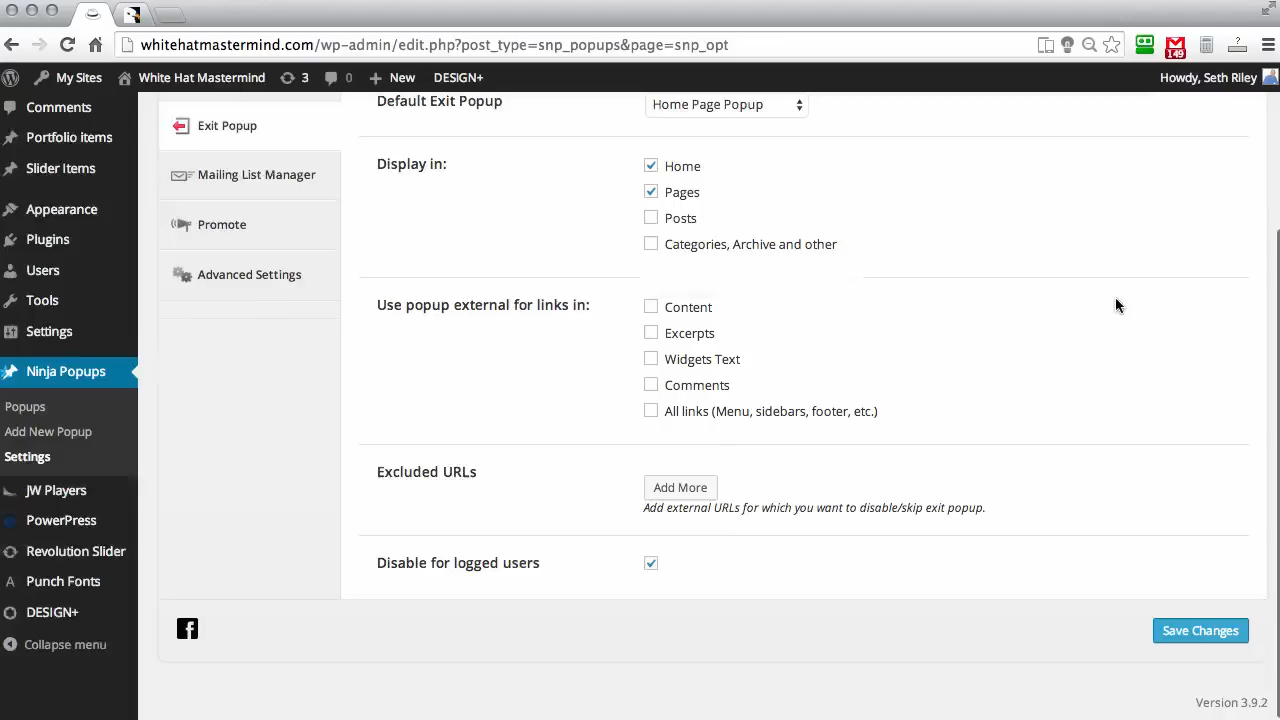 whitehatmastermind.com/wp-admin/edit.php?post_type=snp_popups&page=snp_opt
149
?
My Sites
White Hat Mastermind
3
0
New
DESIGN+
Howdy, Seth Riley
Comments
Portfolio items
Slider Items
Appearance
Plugins
Users
Tools
Settings
Ninja Popups
Popups
Add New Popup
Settings
JW Players
PowerPress
Revolution Slider
Punch Fonts
DESIGN+
Collapse menu
Exit Popup
Mailing List Manager
Promote
Advanced Settings
Default Exit Popup
Home Page Popup
Display in:
Home
Pages
Posts
Categories, Archive and other
Use popup external for links in:
Content
Excerpts
Widgets Text
Comments
All links (Menu, sidebars, footer, etc.)
Excluded URLs
Add More
Add external URLs for which you want to disable/skip exit popup.
Disable for logged users
Save Changes
Version 3.9.2